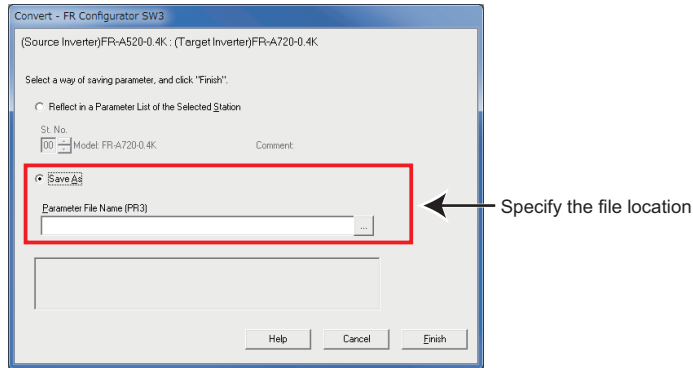 Convert - FR Configurator SW3
(Source Inverter)FR-A520-0.4K : (Target Inverter)FR-A720-0.4K
Select a way of saving parameter, and click "Finish".
Reflect in a Parameter List of the Selected Station
St. No.
00 Model: FR-A720-0.4K Comment:
Save As
Parameter File Name (PR3)
...
Specify the file location
Help Cancel Finish